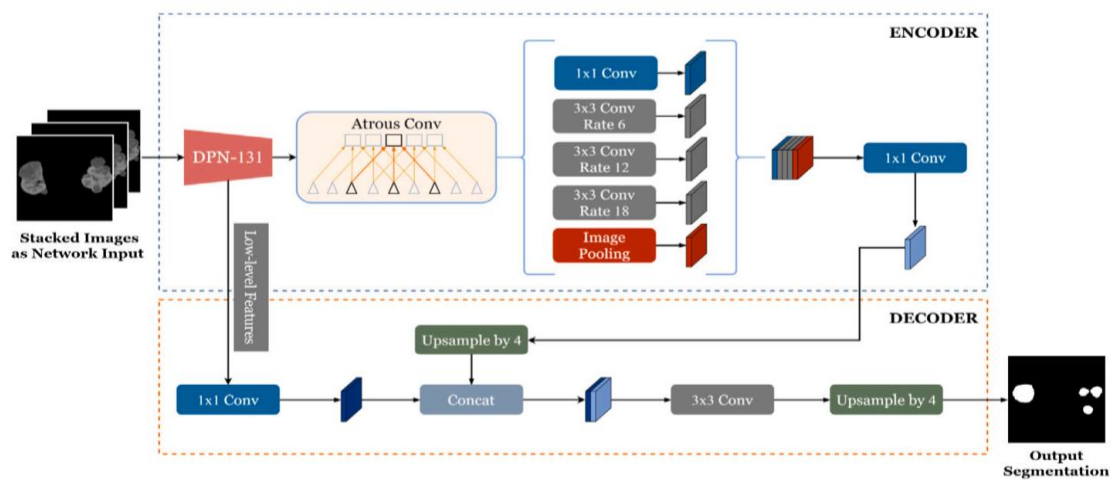 ENCODER
Stacked Images
as Network Input
DPN-131
Atrous Conv
1x1 Conv
3x3 Conv
Rate 6
3x3 Conv
Rate 12
3x3 Conv
Rate 18
Image
Pooling
1x1 Conv
Low-level Features
DECODER
Upsample by 4
1x1 Conv
Concat
3x3 Conv
Upsample by 4
Output
Segmentation